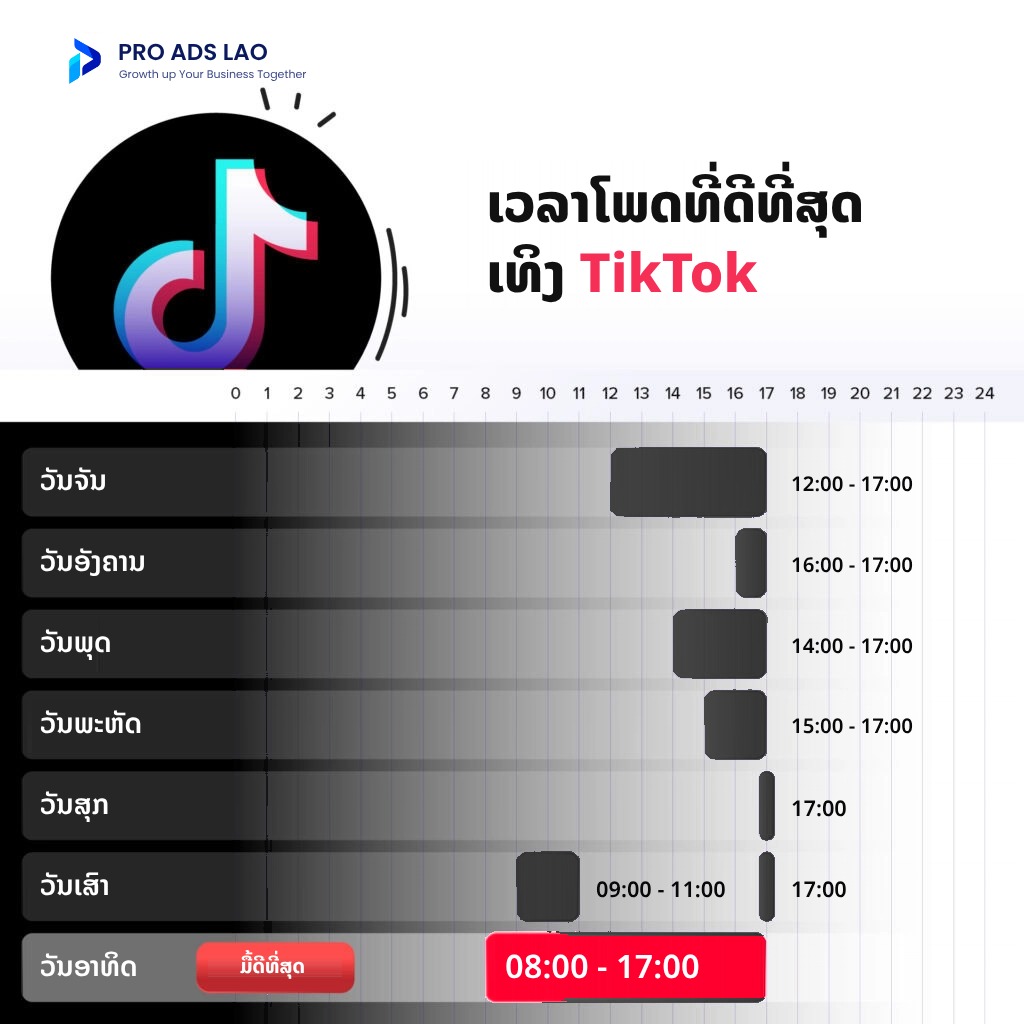 PRO ADS LAO
Growth up Your Business Together
ເວລາໂພດທີ່ດີທີ່ສຸດ
ເທິງ TikTok
0 1 2 3 4 5 6 7 8 9 10 11 12 13 14 15 16 17 18 19 20 21 22 23 24
ວັນຈັນ 12:00 - 17:00
ວັນອັງຄານ 16:00 - 17:00
ວັນພຸດ 14:00 - 17:00
ວັນພະຫັດ 15:00 - 17:00
ວັນສຸກ 17:00
ວັນເສົາ 09:00 - 11:00 17:00
ວັນອາທິດ ມື້ດີທີ່ສຸດ 08:00 - 17:00